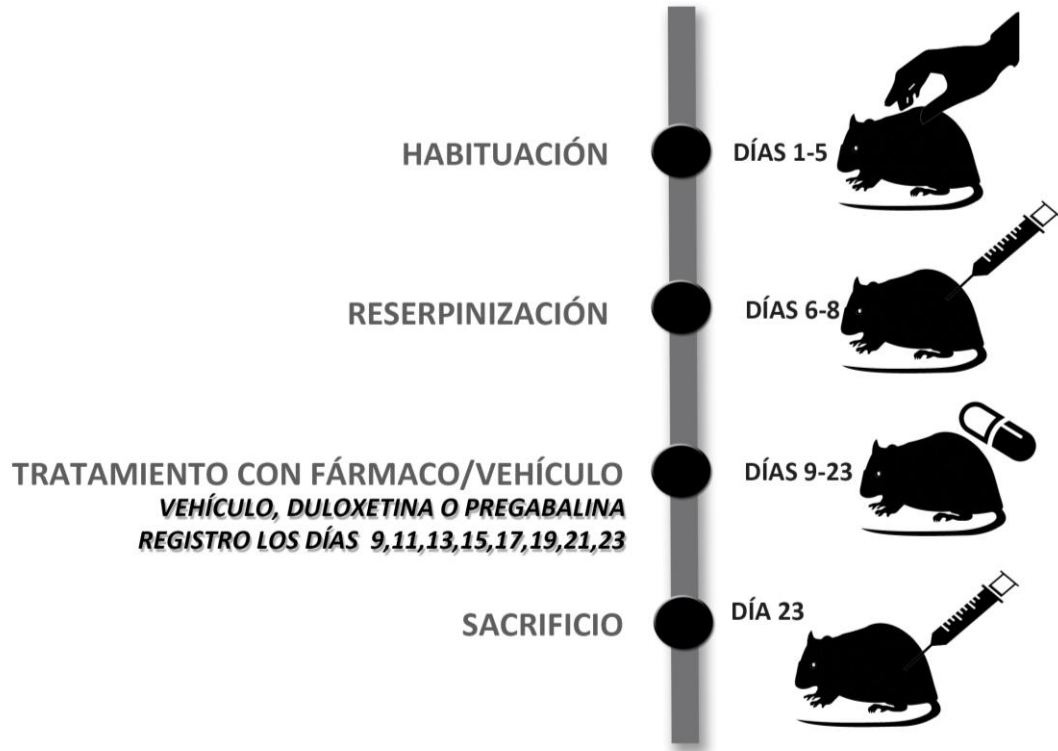 HABITUACIÓN
DÍAS 1-5
RESERPINIZACIÓN
DÍAS 6-8
TRATAMIENTO CON FÁRMACO/VEHÍCULO
DÍAS 9-23
VEHÍCULO, DULOXETINA O PREGABALINA
REGISTRO LOS DÍAS 9,11,13,15,17,19,21,23
SACRIFICIO
DÍA 23